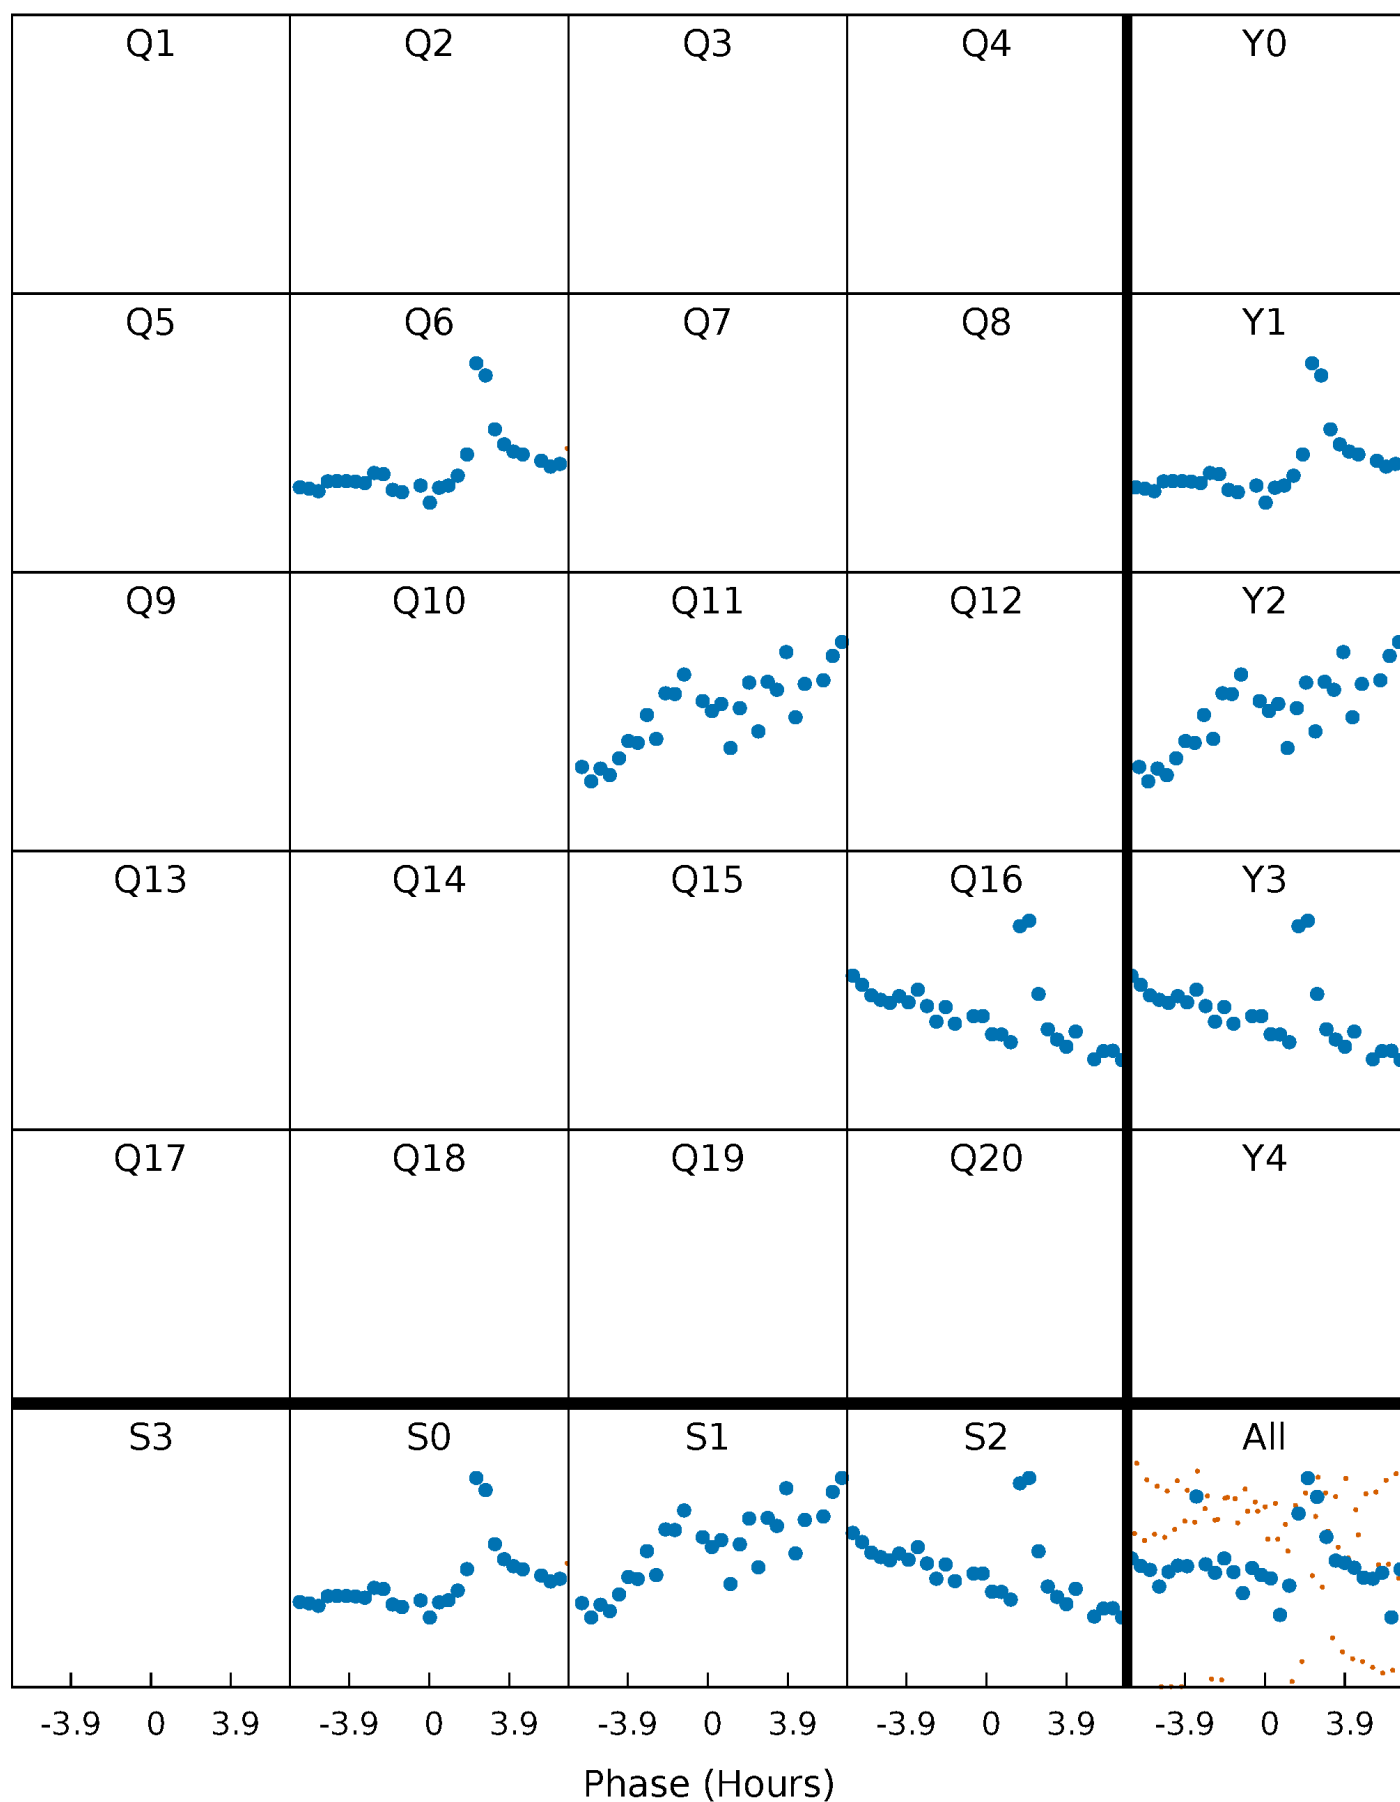 Q1 Q2 Q3 Q4 Y0
Q5 Q6 Q7 Q8 Y1
Q9 Q10 Q11 Q12 Y2
Q13 Q14 Q15 Q16 Y3
Q17 Q18 Q19 Q20 Y4
S3 S0 S1 S2 All
-3.9 0 3.9 -3.9 0 3.9 -3.9 0 3.9 -3.9 0 3.9 -3.9 0 3.9
Phase (Hours)